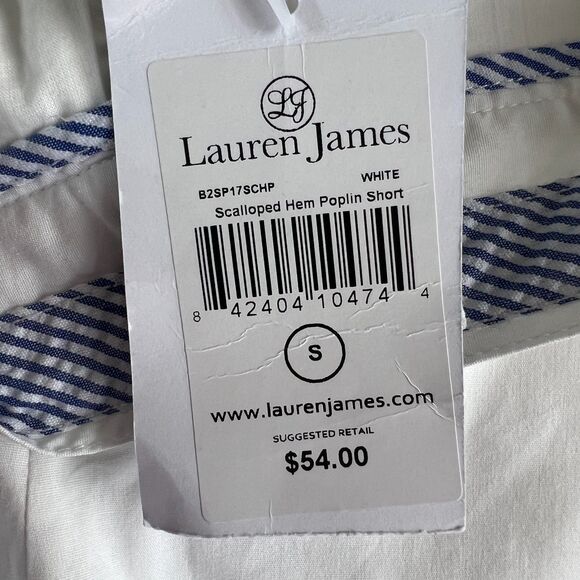 LJ
Lauren James
B2SP17SCHP WHITE
Scalloped Hem Poplin Short
8 42404 10474 4
S
www.laurenjames.com
SUGGESTED RETAIL
$54.00